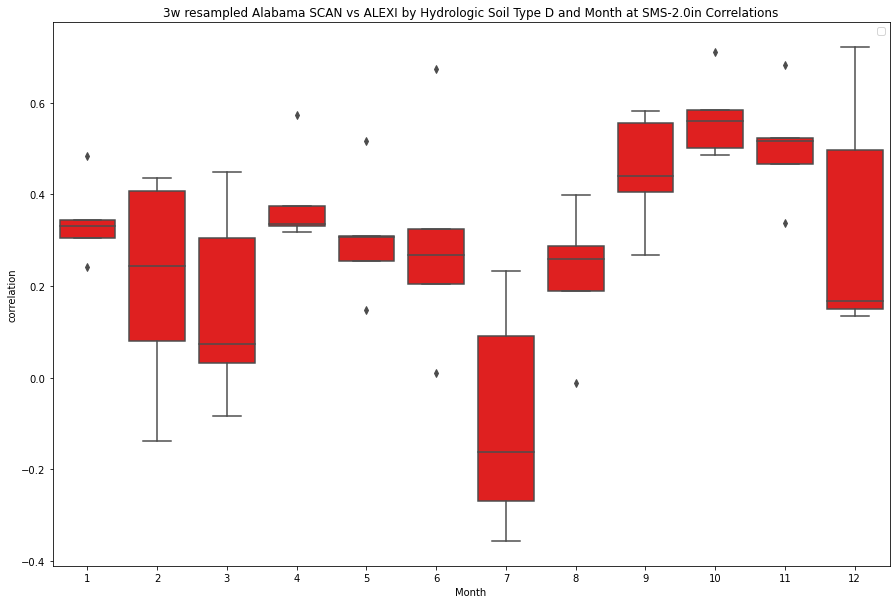 3w resampled Alabama SCAN vs ALEXI by Hydrologic Soil Type D and Month at SMS-2.0in Correlations
0.6
0.4
0.2
0.0
−0.2
−0.4
correlation
1 2 3 4 5 6 7 8 9 10 11 12
Month